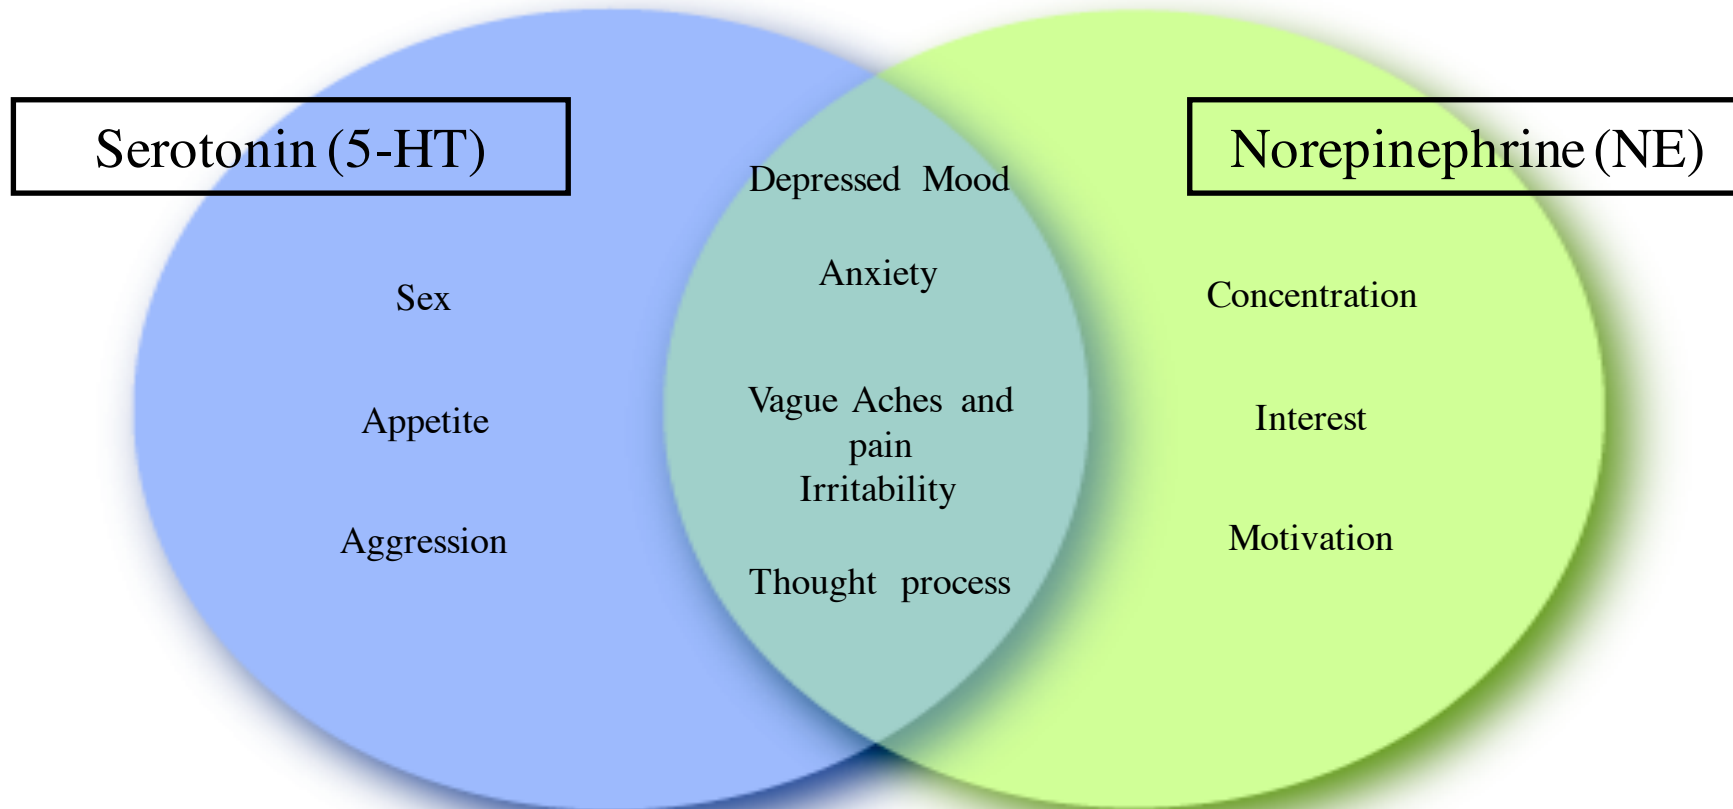 Serotonin (5-HT)
Norepinephrine (NE)
Sex
Appetite
Aggression
Depressed Mood
Anxiety
Vague Aches and
pain
Irritability
Thought process
Concentration
Interest
Motivation